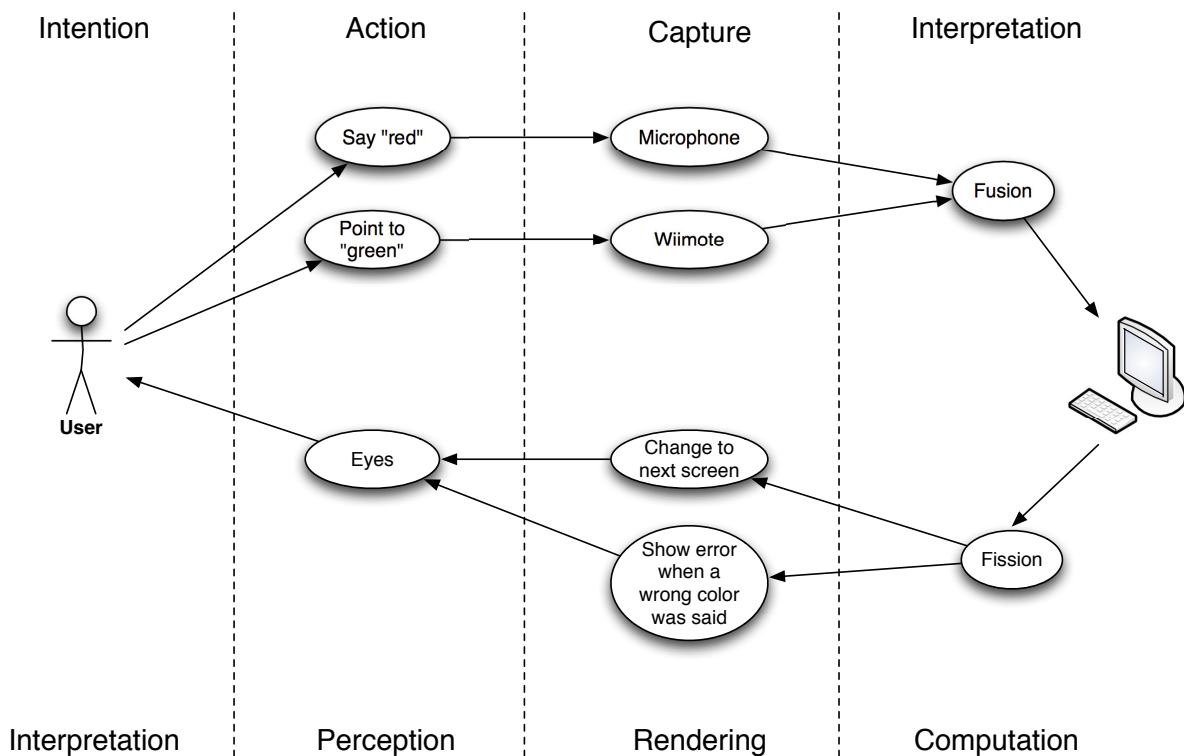 Intention
Action
Capture
Interpretation
Say "red"
Microphone
Fusion
Point to
"green"
Wiimote
User
Eyes
Change to
next screen
Show error
when a
wrong color
was said
Fission
Interpretation
Perception
Rendering
Computation